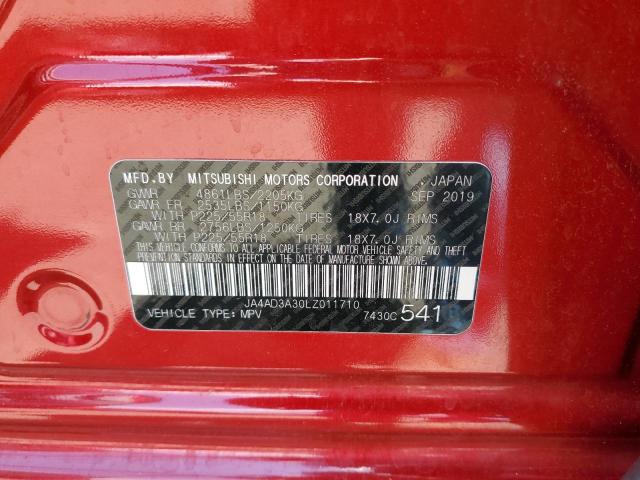 MFD.BY MITSUBISHI MOTORS CORPORATION JAPAN
GVWR 4861LBS/2205KG SEP 2019
GAWR FR 2535LBS/1150KG
WITH P225/55R18 TIRES 18X7.0J RIMS
GAWR RR 2756LBS/1250KG
WITH P225/55R18 TIRES 18X7.0J RIMS
THIS VEHICLE CONFORMS TO ALL APPLICABLE FEDERAL MOTOR VEHICLE SAFETY
AND THEFT PREVENTION STANDARDS IN EFFECT ON THE DATE OF MANUFACTURE
SHOWN ABOVE.
JA4AD3A30LZ011710
VEHICLE TYPE: MPV 7430C 541